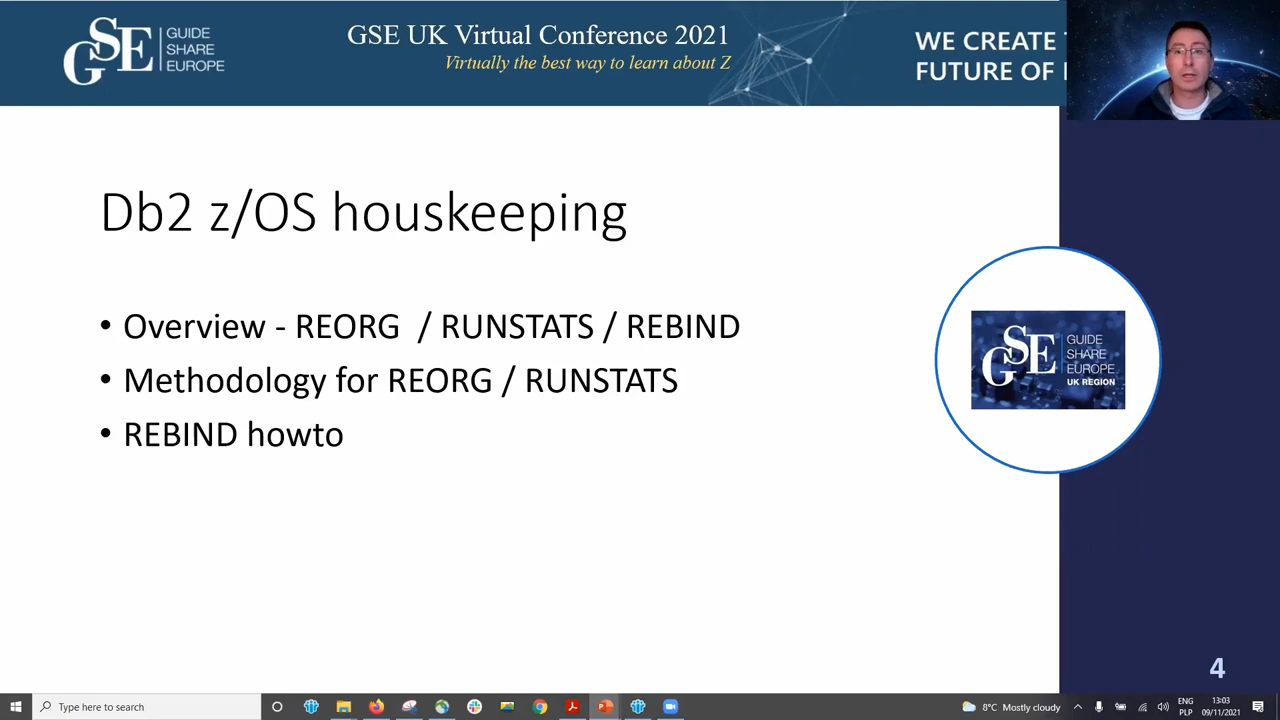 GSE
GUIDE
SHARE
EUROPE
GSE UK Virtual Conference 2021
Virtually the best way to learn about Z
WE CREATE
FUTURE OF
Db2 z/OS houskeeping
• Overview - REORG / RUNSTATS / REBIND
• Methodology for REORG / RUNSTATS
• REBIND howto
GSE
GUIDE
SHARE
EUROPE
UK REGION
4
Type here to search
8°C Mostly cloudy
ENG
PLP
13:03
09/11/2021